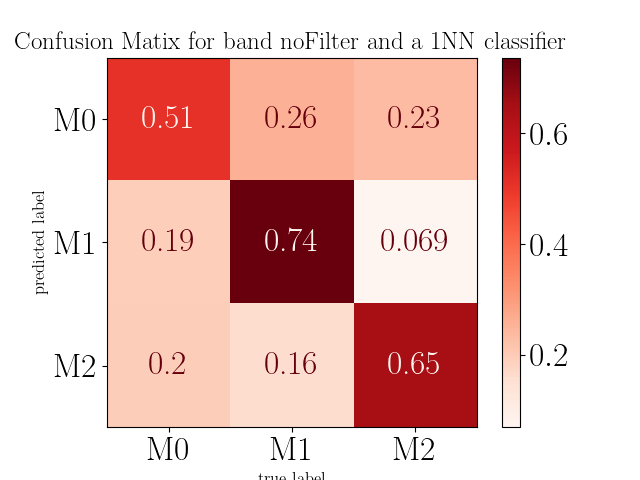 Confusion Matix for band noFilter and a 1NN classifier
M0 0.51 0.26 0.23
0.6
predicted label
M1 0.19 0.74 0.069
0.4
M2 0.2 0.16 0.65
0.2
M0 M1 M2
true label